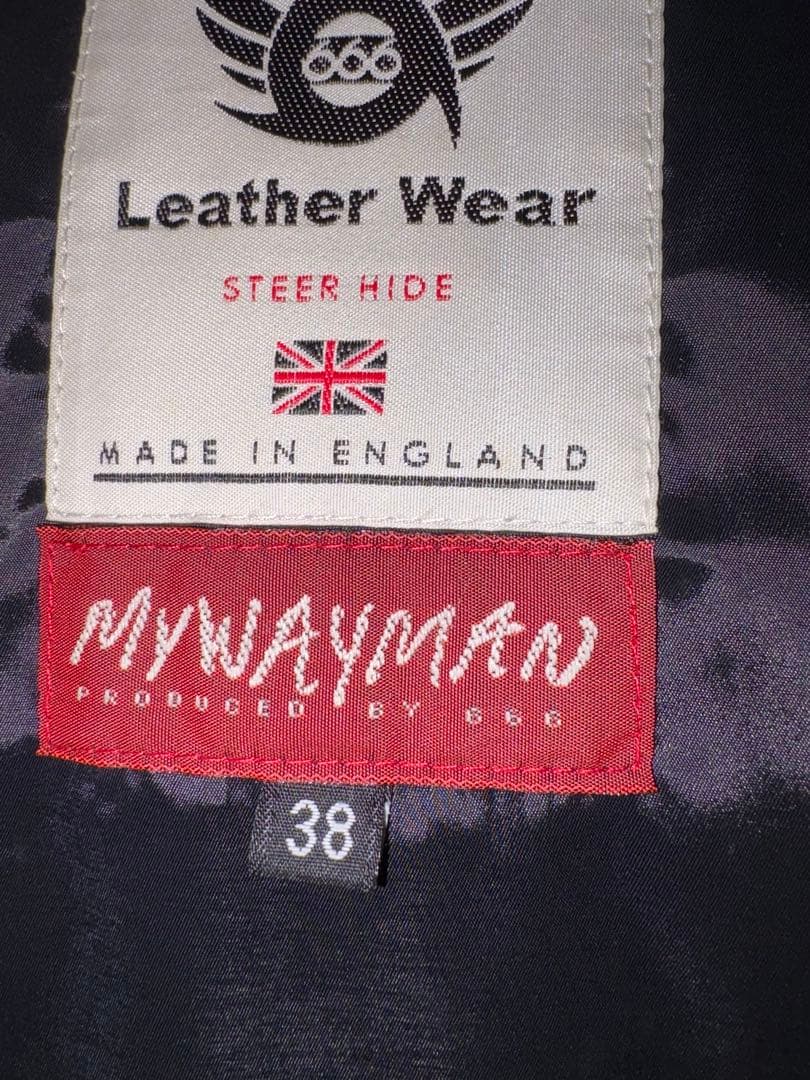 666
Leather Wear
STEER HIDE
MADE IN ENGLAND
MYWAYMAN
PRODUCED BY 666
38